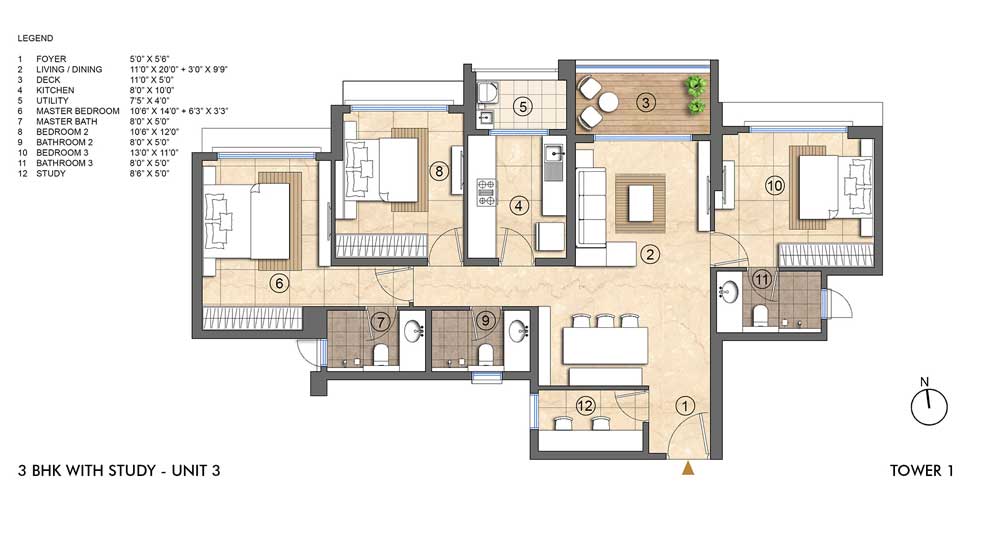 LEGEND
1 FOYER 5'0" X 5'6"
2 LIVING / DINING 11'0" X 20'0" + 3'0" X 9'9"
3 DECK 11'0" X 5'0"
4 KITCHEN 8'0" X 10'0"
5 UTILITY 7'5" X 4'0"
6 MASTER BEDROOM 10'6" X 14'0" + 6'3" X 3'3"
7 MASTER BATH 8'0" X 5'0"
8 BEDROOM 2 10'6" X 12'0"
9 BATHROOM 2 8'0" X 5'0"
10 BEDROOM 3 13'0" X 11'0"
11 BATHROOM 3 8'0" X 5'0"
12 STUDY 8'6" X 5'0"
5
3
8
4
10
2
6
11
7
9
12
1
N
3 BHK WITH STUDY - UNIT 3
TOWER 1